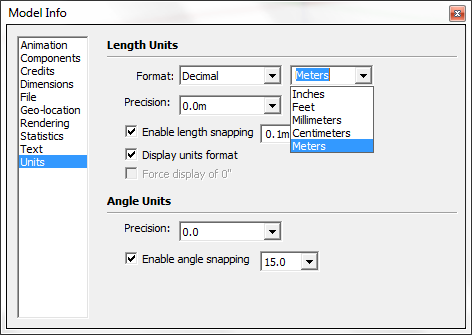 Model Info
Animation
Components
Credits
Dimensions
File
Geo-location
Rendering
Statistics
Text
Units
Length Units
Format: Decimal Meters
Inches
Feet
Millimeters
Centimeters
Meters
Precision: 0.0m
Enable length snapping 0.1m
Display units format
Force display of 0"
Angle Units
Precision: 0.0
Enable angle snapping 15.0